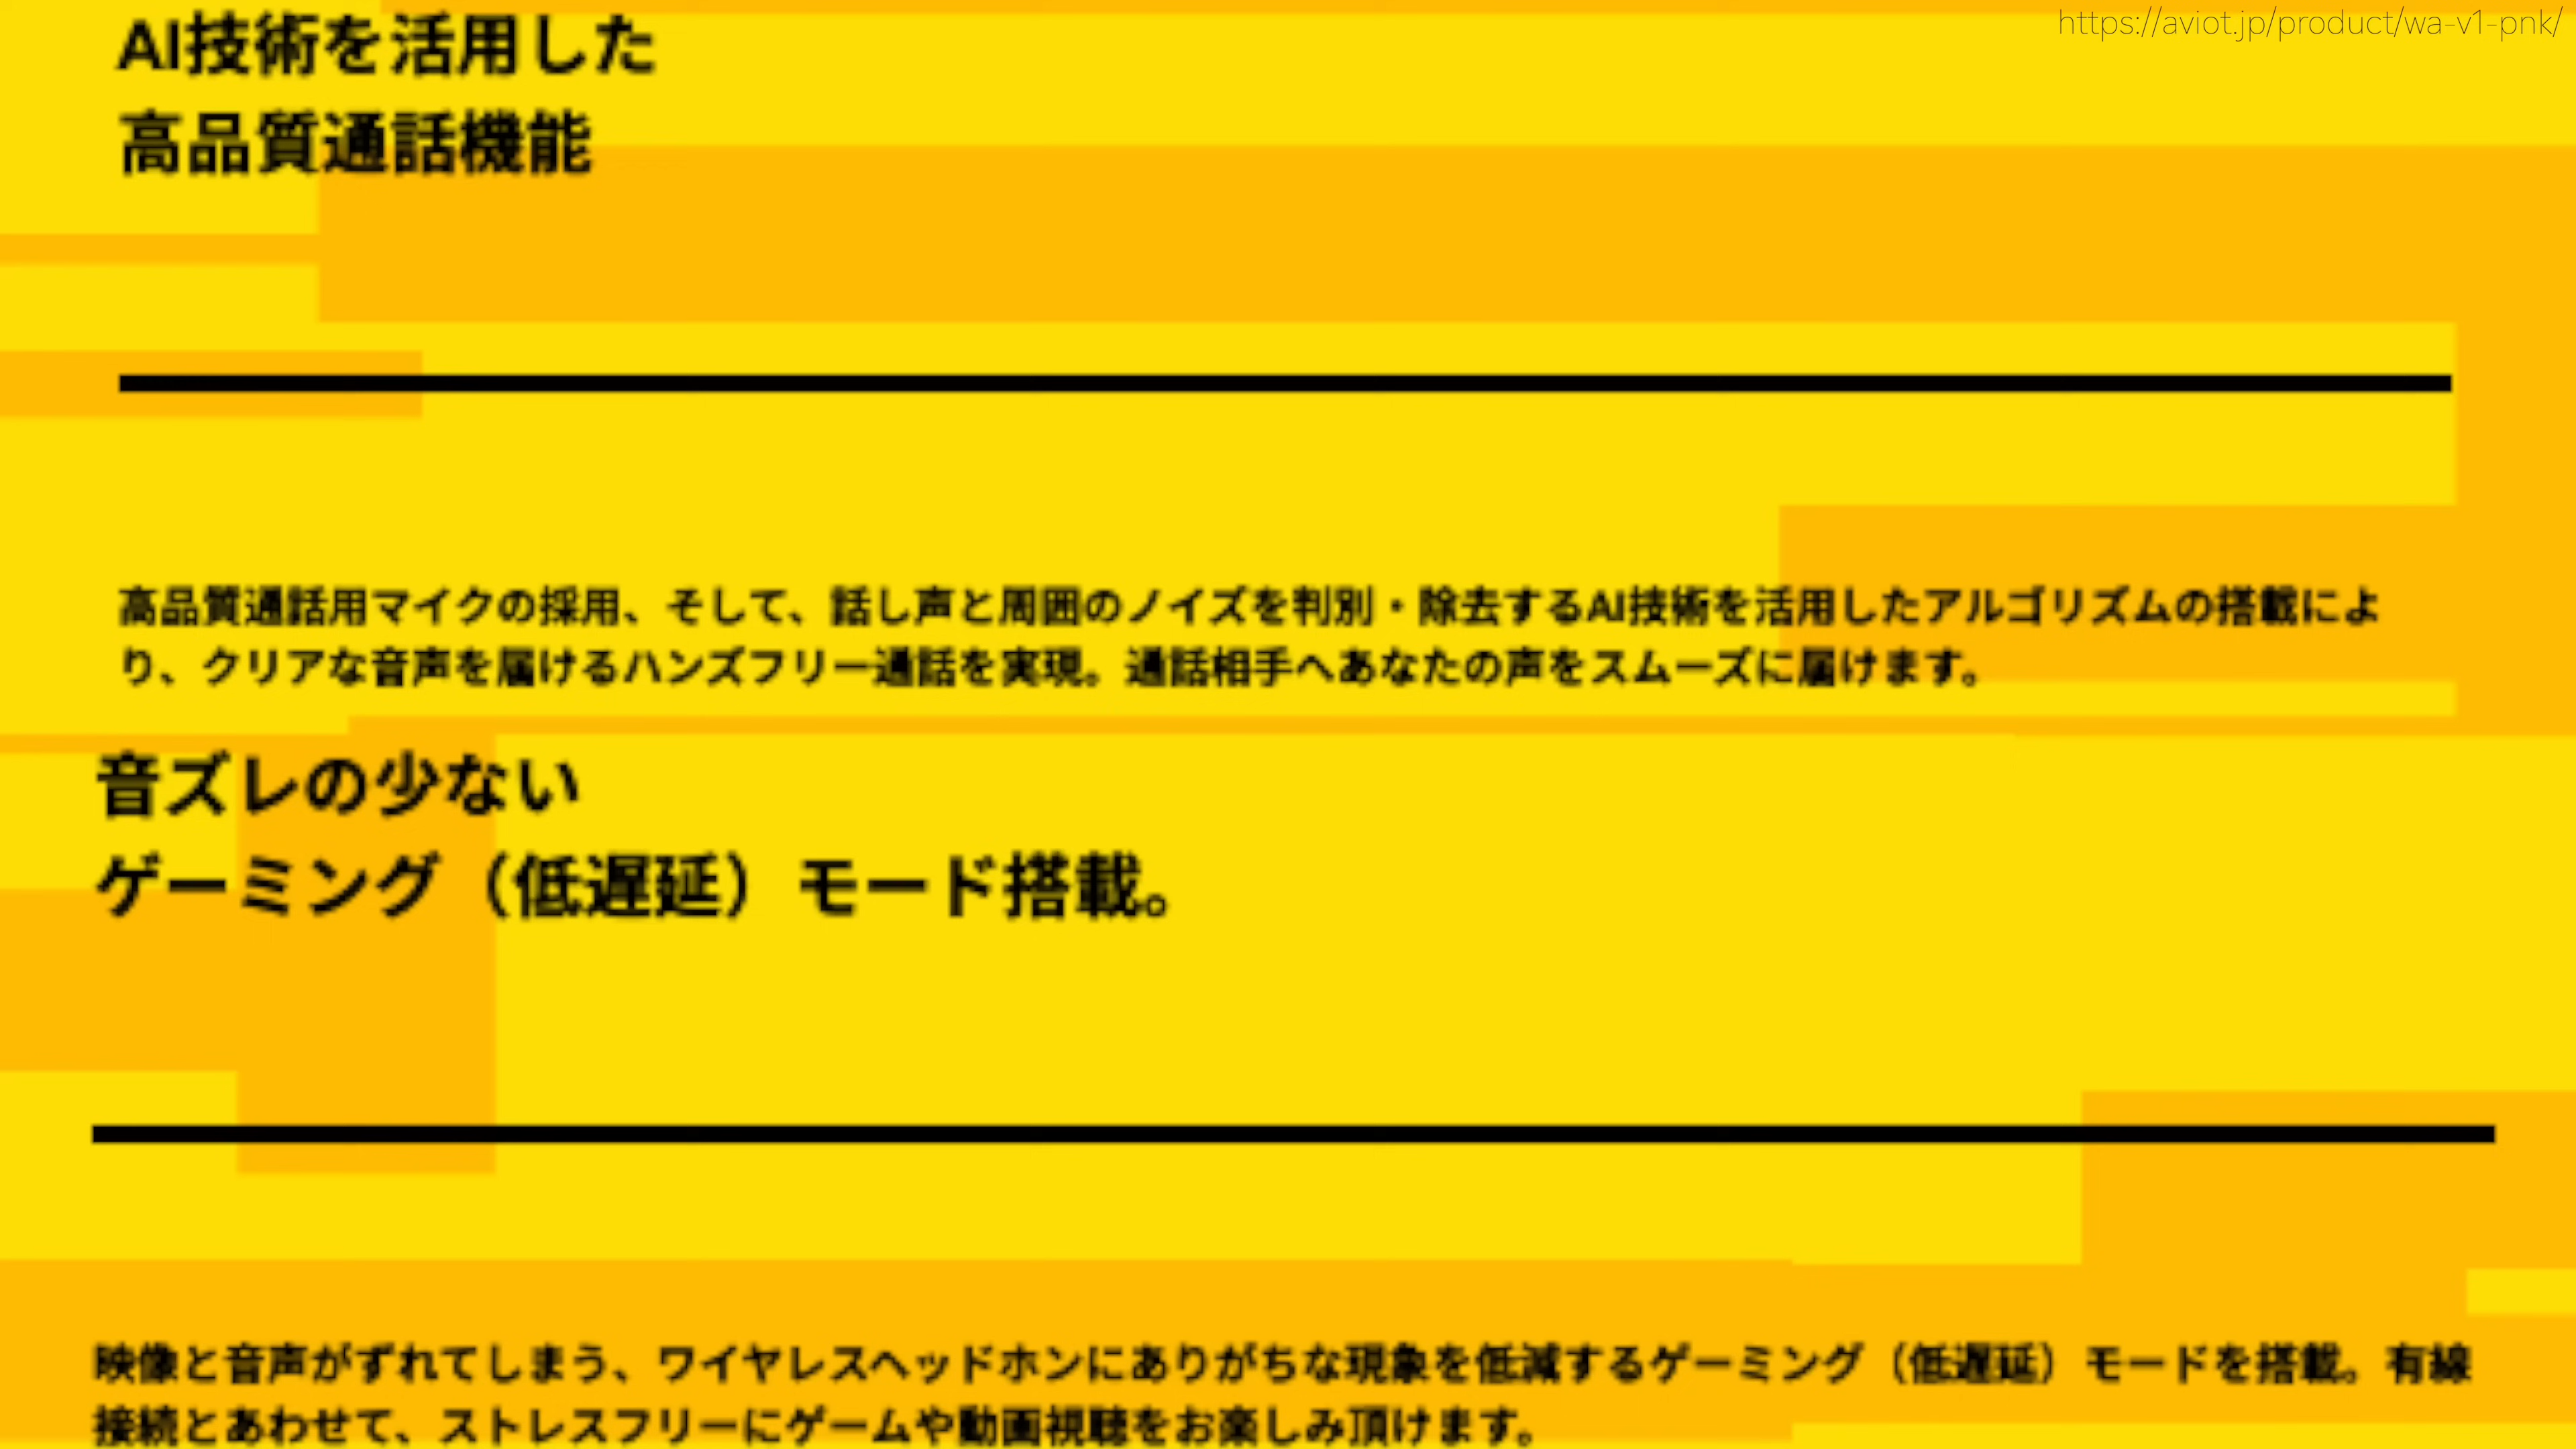 https://aviot.jp/product/wa-v1-pnk/
AI技術を活用した
高品質通話機能
高品質通話用マイクの採用、そして、話し声と周囲のノイズを判別・除去するAI技術を活用したアルゴリズムの搭載によ
り、クリアな音声を届けるハンズフリー通話を実現。通話相手へあなたの声をスムーズに届けます。
音ズレの少ない
ゲーミング（低遅延）モード搭載。
映像と音声がずれてしまう、ワイヤレスヘッドホンにありがちな現象を低減するゲーミング（低遅延）モードを搭載。有線
接続とあわせて、ストレスフリーにゲームや動画視聴をお楽しみ頂けます。